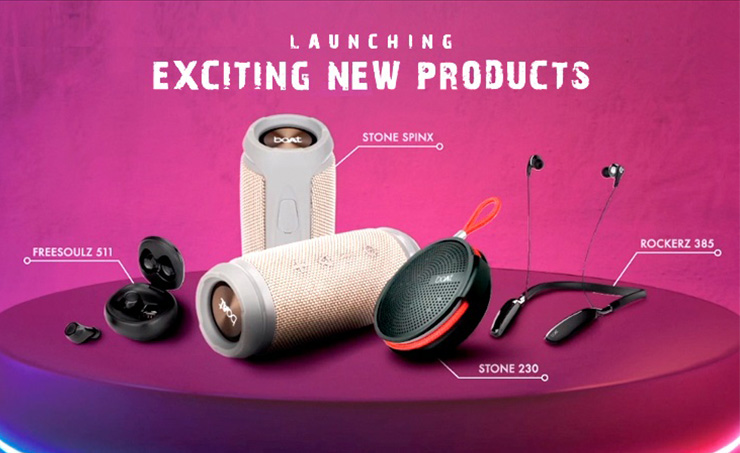 LAUNCHING
EXCITING NEW PRODUCTS
STONE SPINX
boAt
FREESOULZ 511
ROCKERZ 385
boAt
boAt
STONE 230